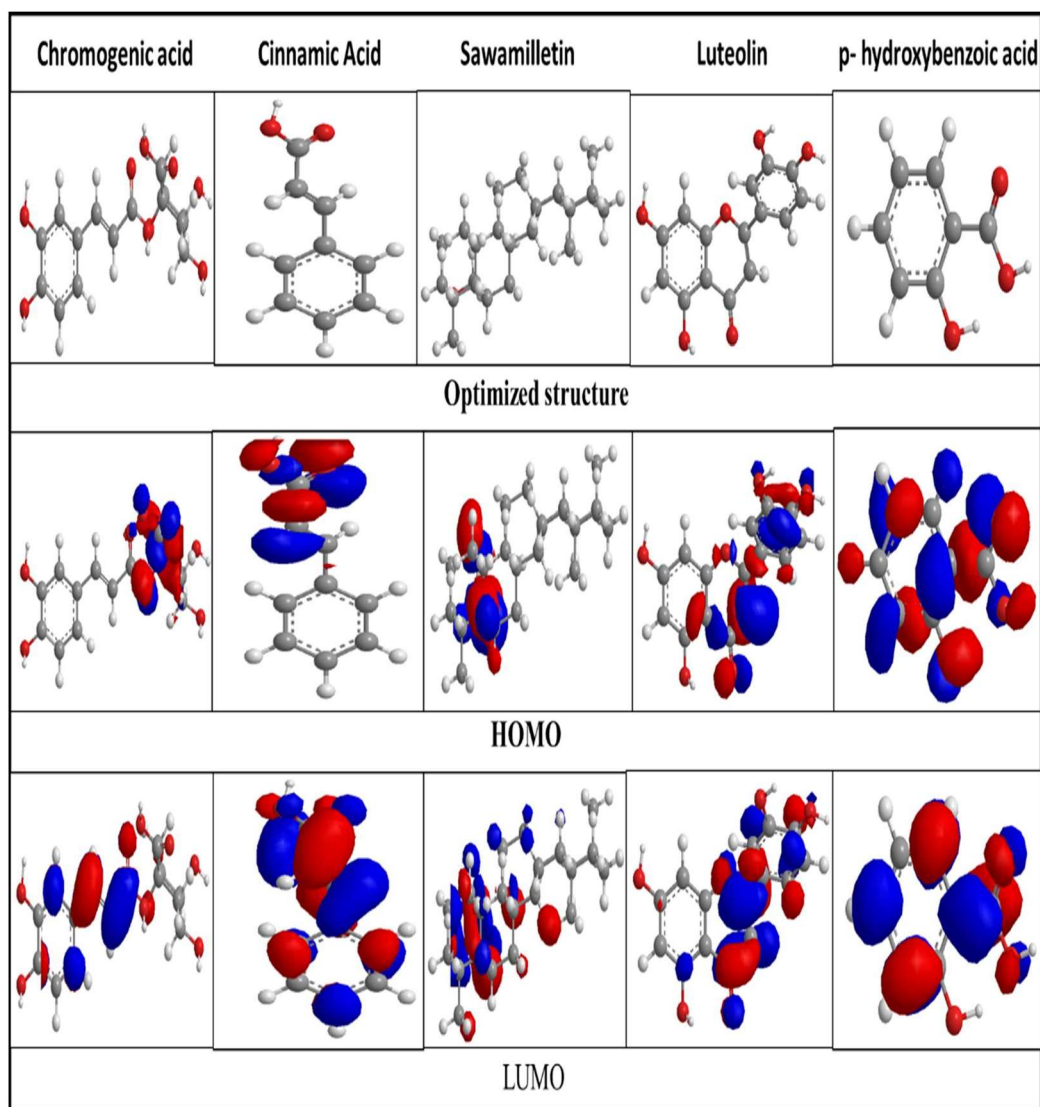 Chromogenic acid
Cinnamic Acid
Sawamilletin
Luteolin
p- hydroxybenzoic acid
Optimized structure
HOMO
LUMO